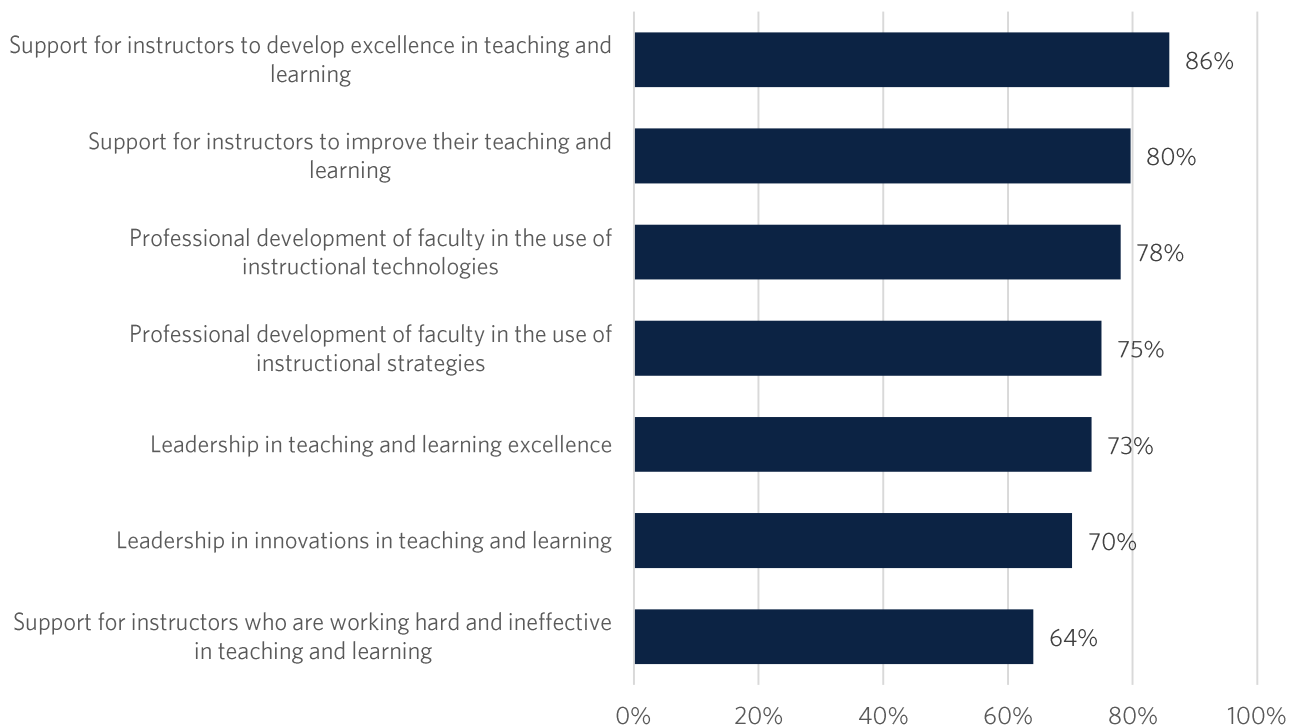 Support for instructors to develop excellence in teaching and
learning
86%
Support for instructors to improve their teaching and
learning
80%
Professional development of faculty in the use of
instructional technologies
78%
Professional development of faculty in the use of
instructional strategies
75%
Leadership in teaching and learning excellence
73%
Leadership in innovations in teaching and learning
70%
Support for instructors who are working hard and ineffective
in teaching and learning
64%
0% 20% 40% 60% 80% 100%